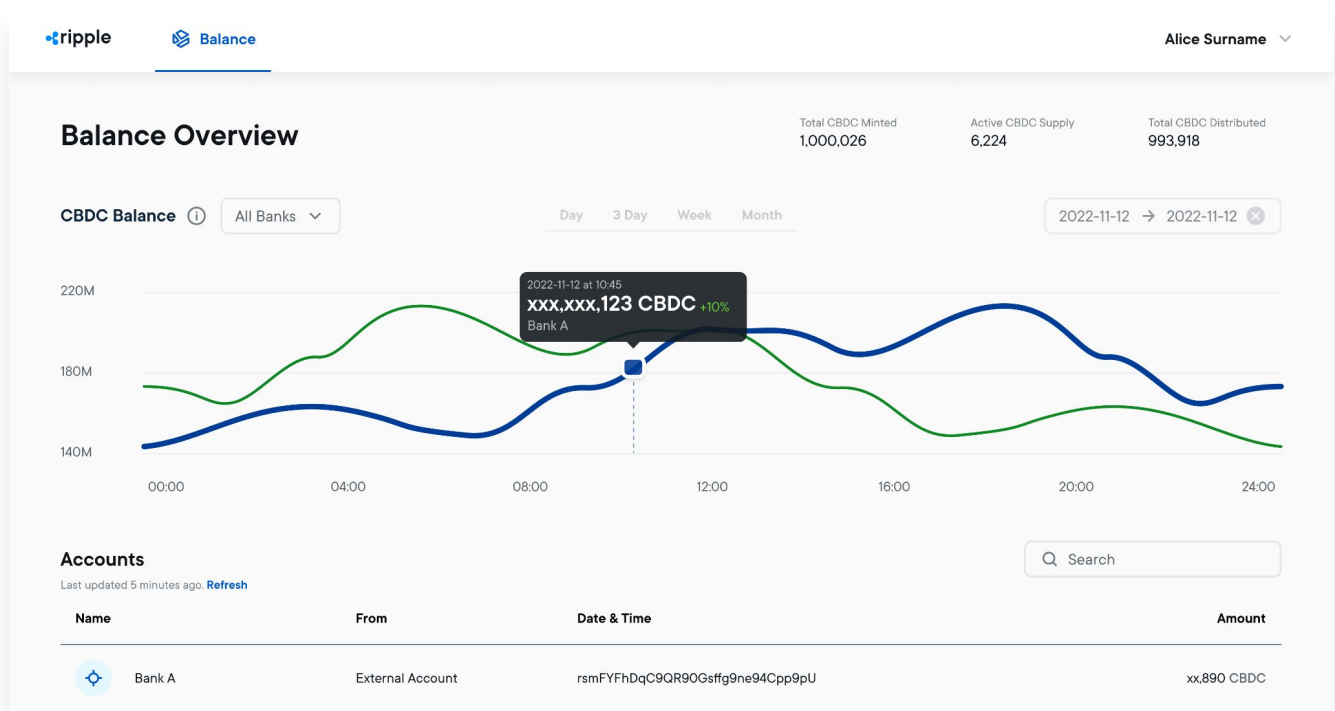 ripple
Balance
Alice Surname
Balance Overview
Total CBDC Minted
1,000,026
Active CBDC Supply
6,224
Total CBDC Distributed
993,918
CBDC Balance
All Banks
Day 3 Day Week Month
2022-11-12 → 2022-11-12
220M
180M
140M
2022-11-12 at 10:45
xxx,xxx,123 CBDC +10%
Bank A
00:00 04:00 08:00 12:00 16:00 20:00 24:00
Accounts
Last updated 5 minutes ago. Refresh
Search
Name From Date & Time Amount
Bank A External Account rsmFYFhDqC9QR90Gsffg9ne94Cpp9pU xx,890 CBDC